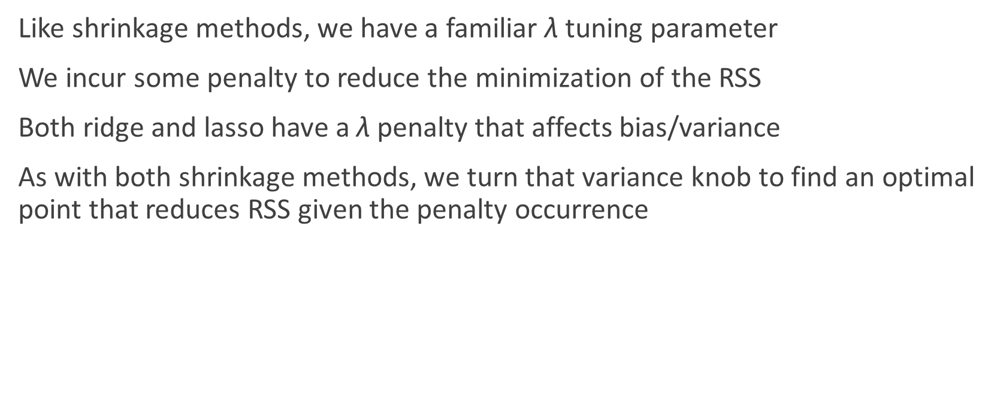 Like shrinkage methods, we have a familiar λ tuning parameter
We incur some penalty to reduce the minimization of the RSS
Both ridge and lasso have a λ penalty that affects bias/variance
As with both shrinkage methods, we turn that variance knob to find an optimal
point that reduces RSS given the penalty occurrence